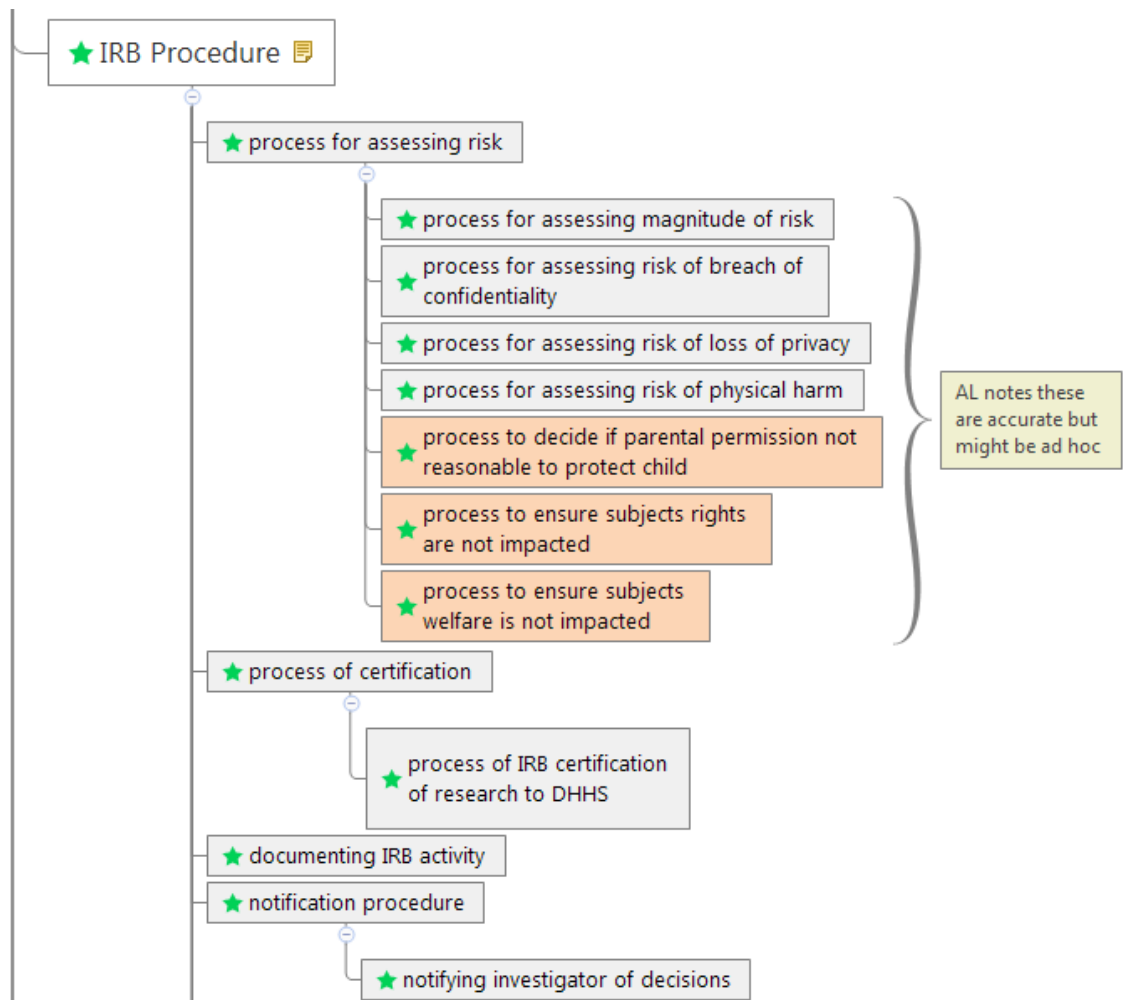 IRB Procedure
process for assessing risk
process for assessing magnitude of risk
process for assessing risk of breach of
confidentiality
process for assessing risk of loss of privacy
process for assessing risk of physical harm
process to decide if parental permission not
reasonable to protect child
process to ensure subjects rights
are not impacted
process to ensure subjects
welfare is not impacted
AL notes these
are accurate but
might be ad hoc
process of certification
process of IRB certification
of research to DHHS
documenting IRB activity
notification procedure
notifying investigator of decisions